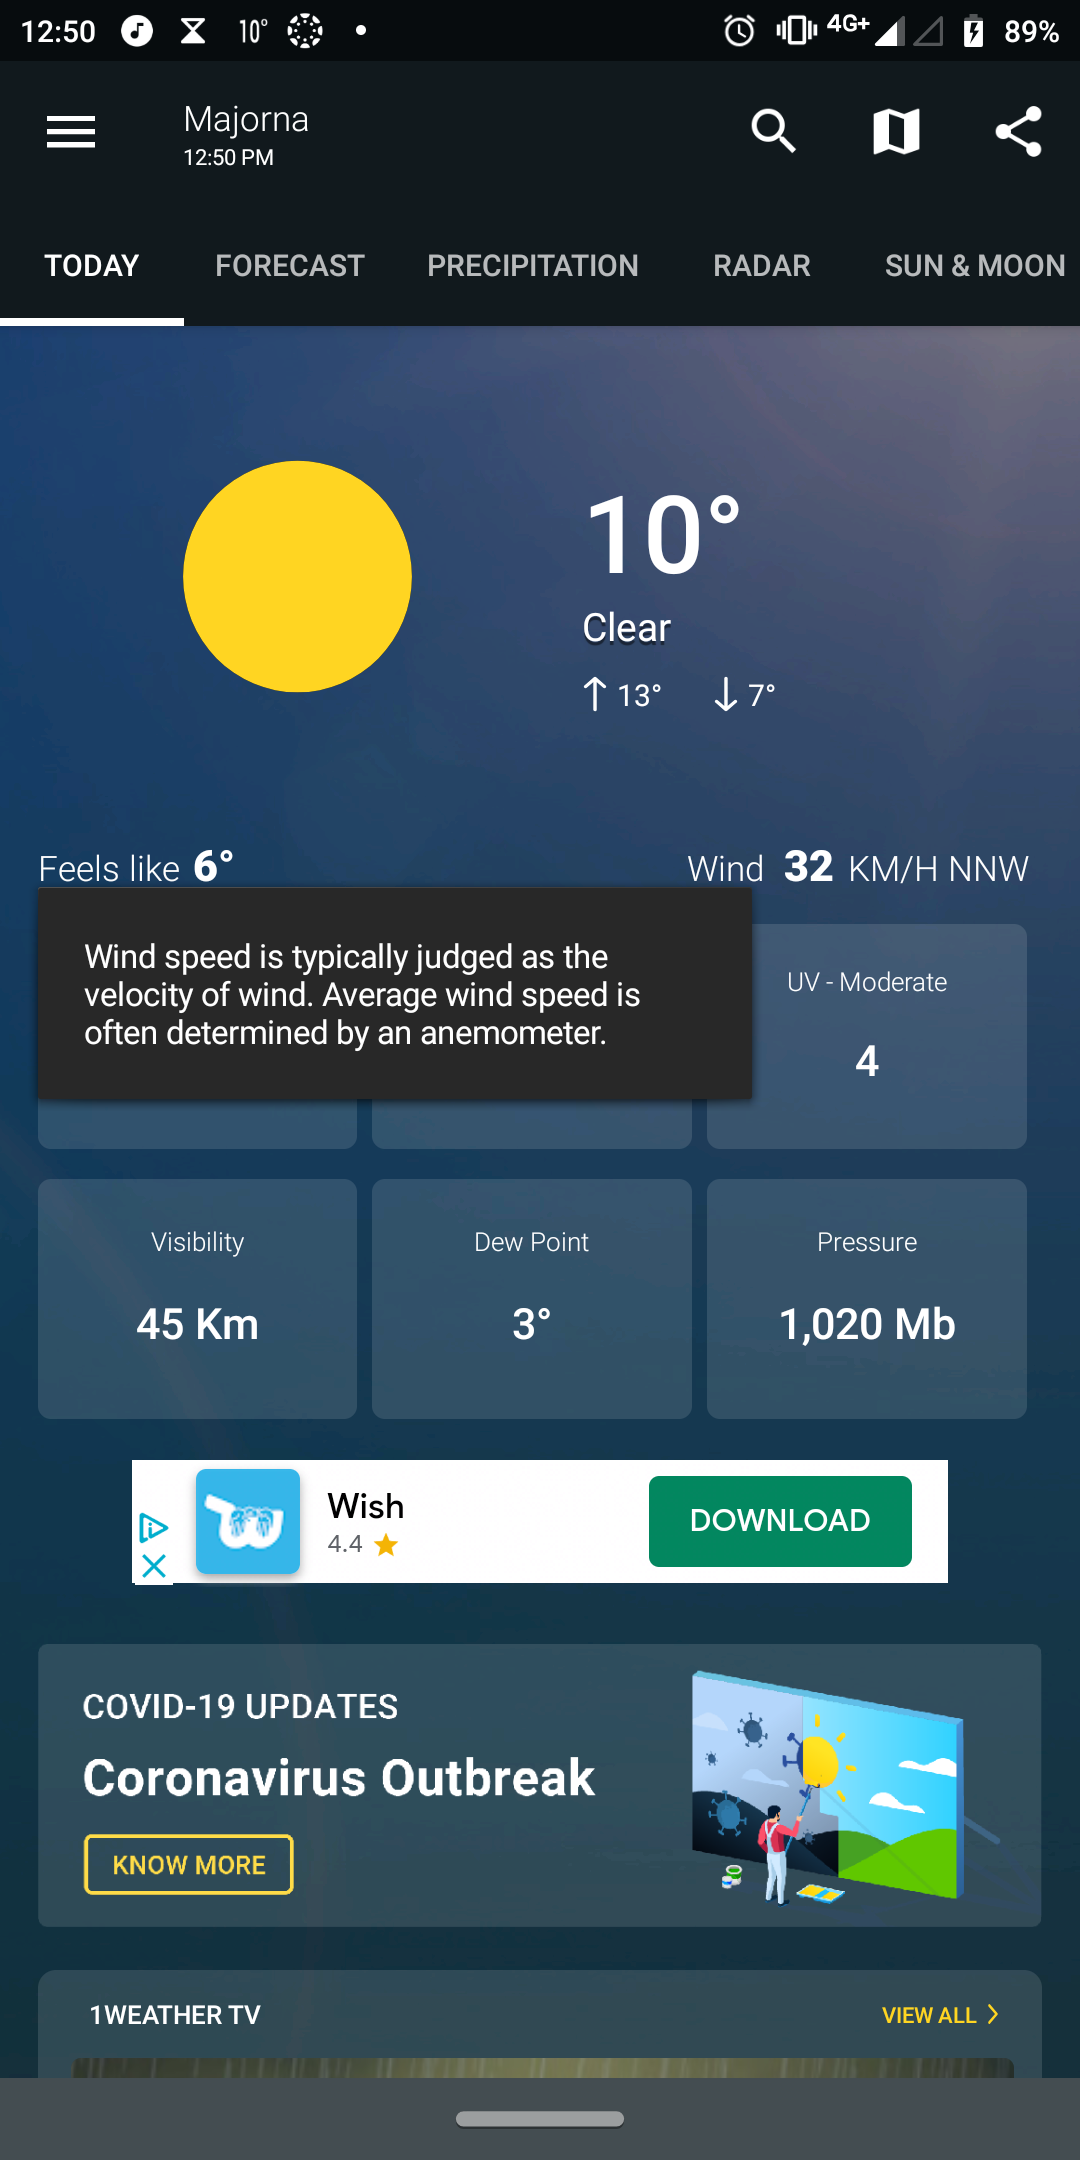 12:50
10°
4G+
89%
Majorna
12:50 PM
TODAY
FORECAST
PRECIPITATION
RADAR
SUN & MOON
10°
Clear
↑ 13° ↓ 7°
Feels like 6°
Wind 32 KM/H NNW
Wind speed is typically judged as the
velocity of wind. Average wind speed is
often determined by an anemometer.
UV - Moderate
4
Visibility
45 Km
Dew Point
3°
Pressure
1,020 Mb
Wish
4.4
DOWNLOAD
COVID-19 UPDATES
Coronavirus Outbreak
KNOW MORE
1WEATHER TV
VIEW ALL